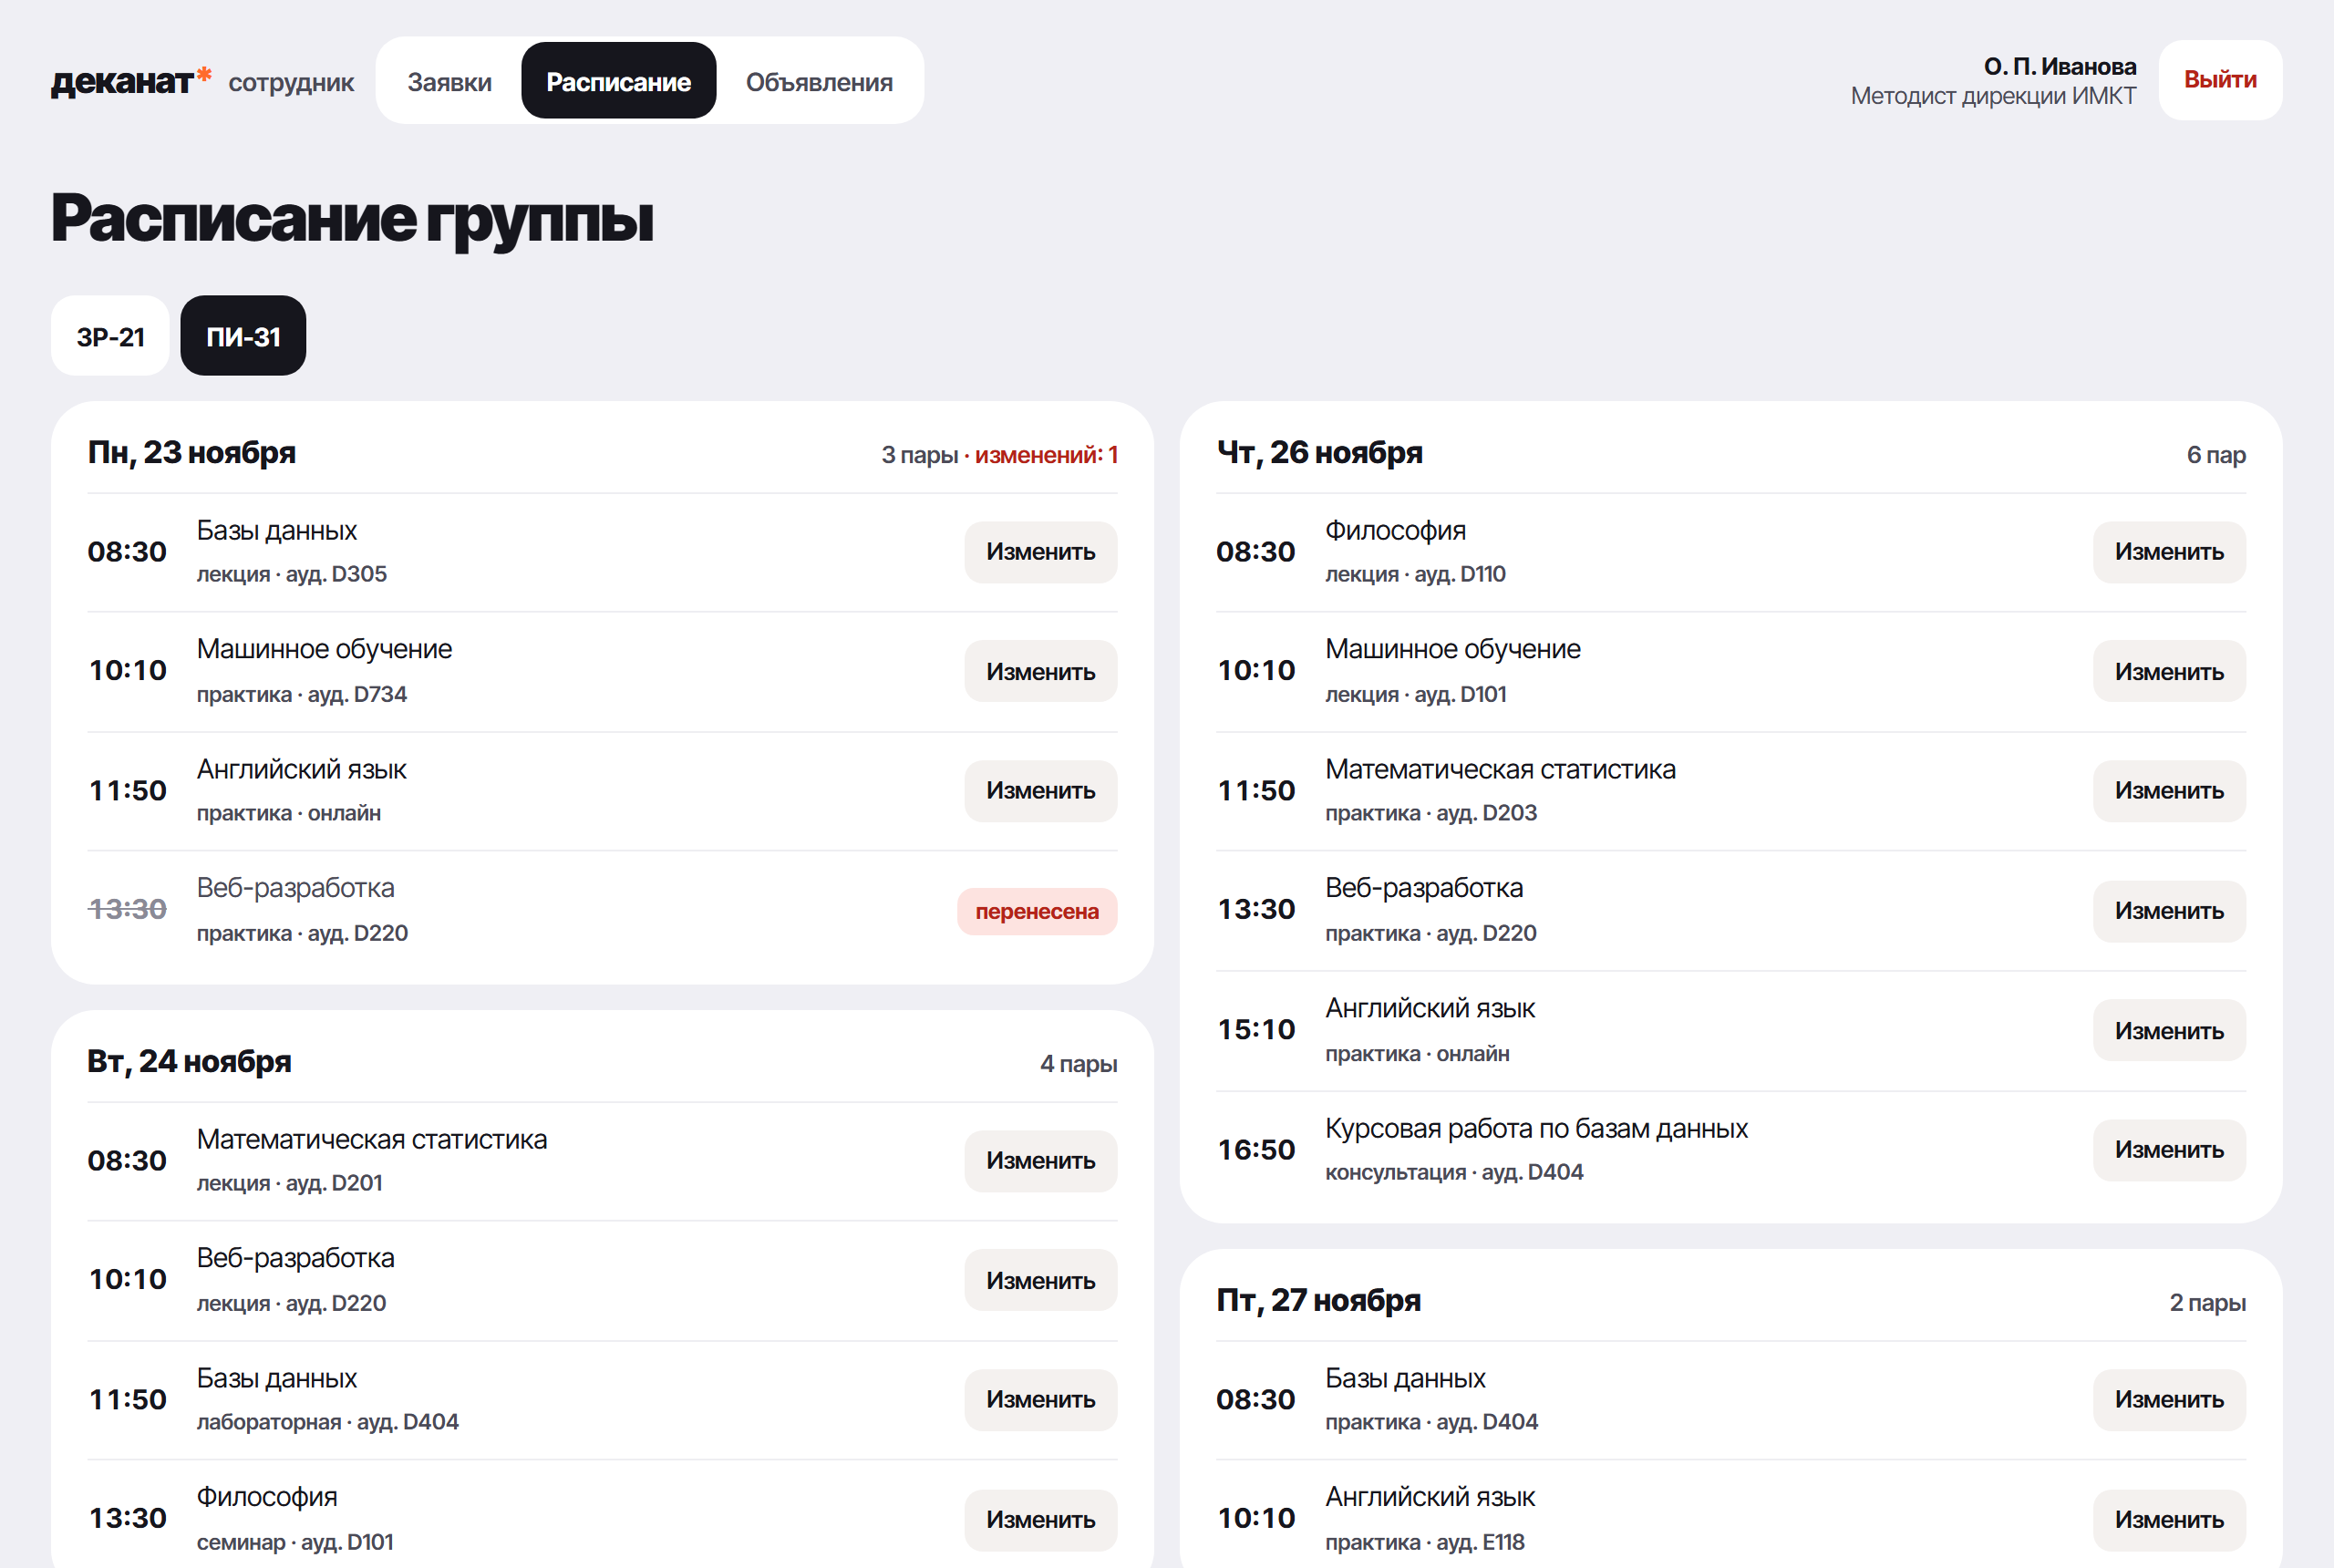 деканат* сотрудник
Заявки
Расписание
Объявления
О. П. Иванова
Методист дирекции ИМКТ
Выйти
Расписание группы
ЗР-21
ПИ-31
Пн, 23 ноября
3 пары · изменений: 1
08:30
Базы данных
лекция · ауд. D305
Изменить
10:10
Машинное обучение
практика · ауд. D734
Изменить
11:50
Английский язык
практика · онлайн
Изменить
13:30
Веб-разработка
практика · ауд. D220
перенесена
Вт, 24 ноября
4 пары
08:30
Математическая статистика
лекция · ауд. D201
Изменить
10:10
Веб-разработка
лекция · ауд. D220
Изменить
11:50
Базы данных
лабораторная · ауд. D404
Изменить
13:30
Философия
семинар · ауд. D101
Изменить
Чт, 26 ноября
6 пар
08:30
Философия
лекция · ауд. D110
Изменить
10:10
Машинное обучение
лекция · ауд. D101
Изменить
11:50
Математическая статистика
практика · ауд. D203
Изменить
13:30
Веб-разработка
практика · ауд. D220
Изменить
15:10
Английский язык
практика · онлайн
Изменить
16:50
Курсовая работа по базам данных
консультация · ауд. D404
Изменить
Пт, 27 ноября
2 пары
08:30
Базы данных
практика · ауд. D404
Изменить
10:10
Английский язык
практика · ауд. E118
Изменить